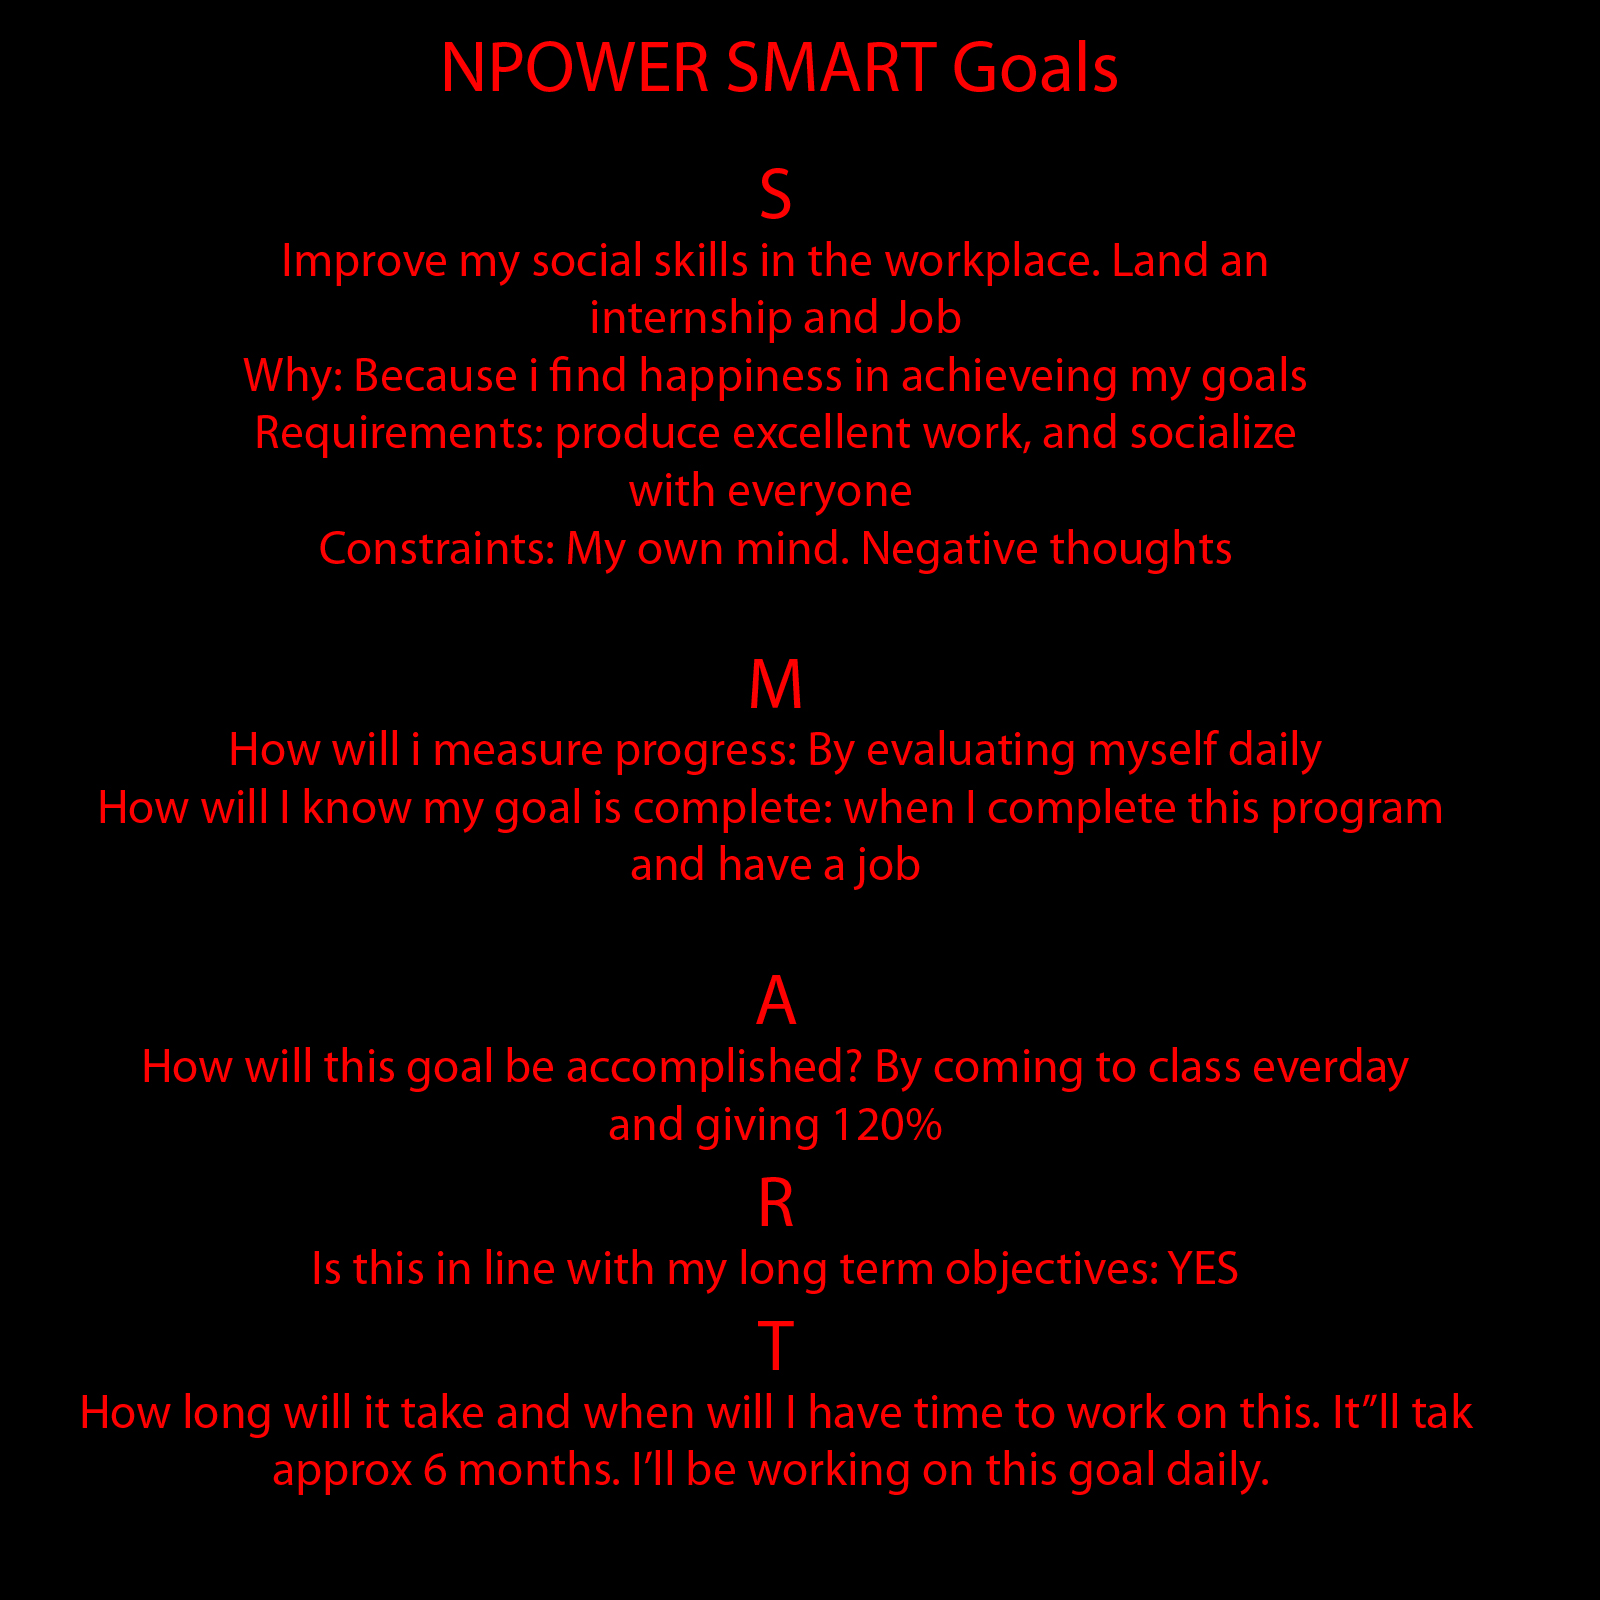 NPOWER SMART Goals
S
Improve my social skills in the workplace. Land an
internship and Job
Why: Because i find happiness in achieveing my goals
Requirements: produce excellent work, and socialize
with everyone
Constraints: My own mind. Negative thoughts
M
How will i measure progress: By evaluating myself daily
How will I know my goal is complete: when I complete this program
and have a job
A
How will this goal be accomplished? By coming to class everday
and giving 120%
R
Is this in line with my long term objectives: YES
T
How long will it take and when will I have time to work on this. It”ll tak
approx 6 months. I’ll be working on this goal daily.